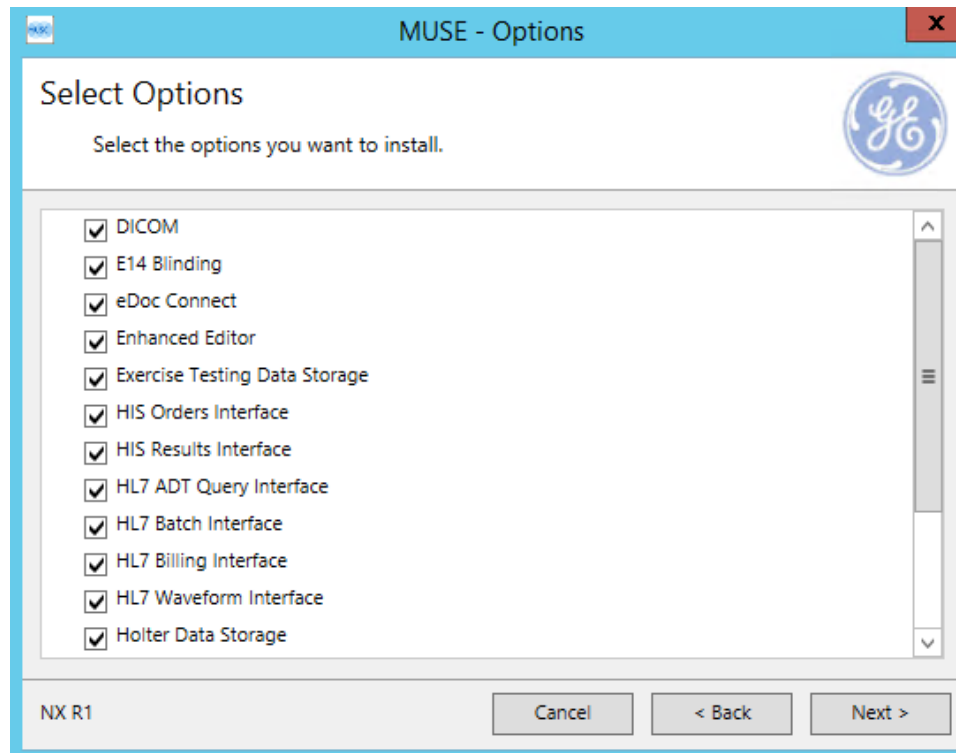 MUSE
MUSE - Options
X
Select Options
Select the options you want to install.
GE
DICOM
E14 Blinding
eDoc Connect
Enhanced Editor
Exercise Testing Data Storage
HIS Orders Interface
HIS Results Interface
HL7 ADT Query Interface
HL7 Batch Interface
HL7 Billing Interface
HL7 Waveform Interface
Holter Data Storage
NX R1
Cancel
< Back
Next >